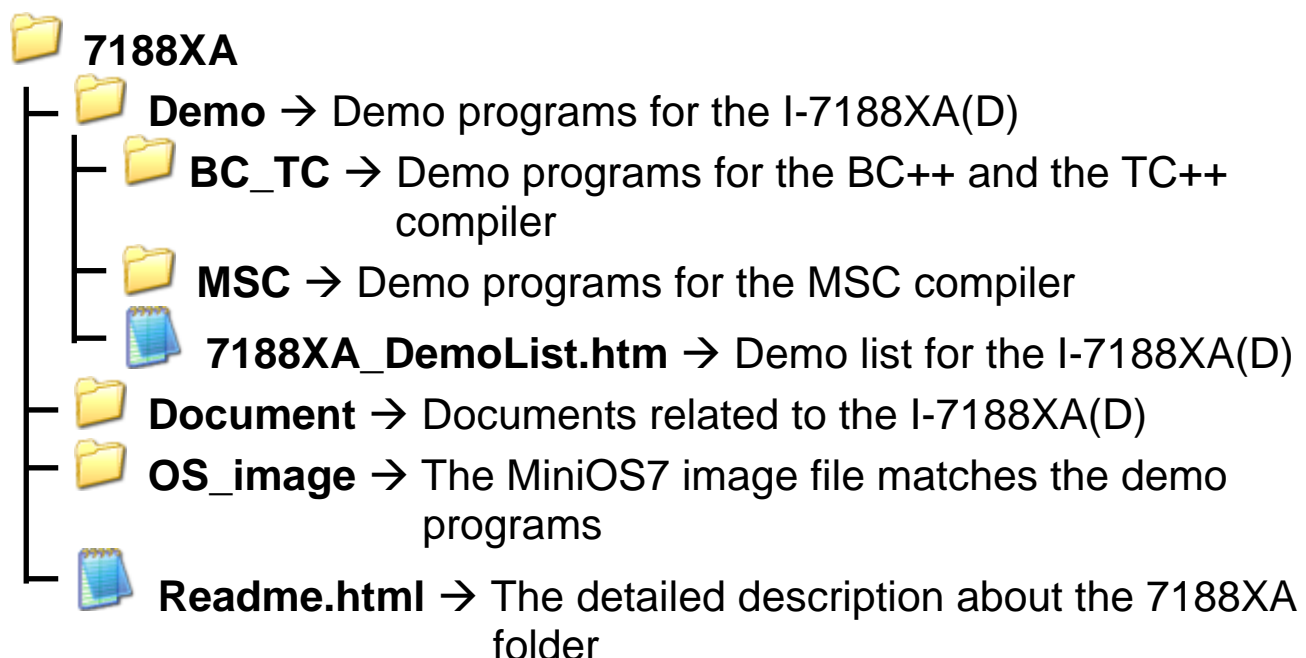 7188XA
Demo → Demo programs for the I-7188XA(D)
BC_TC → Demo programs for the BC++ and the TC++
compiler
MSC → Demo programs for the MSC compiler
7188XA_DemoList.htm → Demo list for the I-7188XA(D)
Document → Documents related to the I-7188XA(D)
OS_image → The MiniOS7 image file matches the demo
programs
Readme.html → The detailed description about the 7188XA
folder